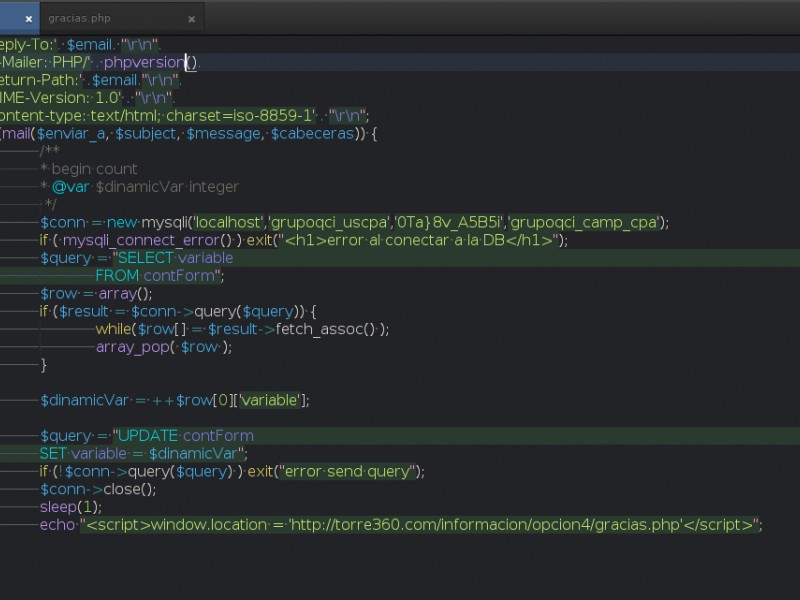 gracias.php
eply-To:'. $email. "\r\n".
-Mailer: PHP/' . phpversion().
eturn-Path:' .$email."\r\n".
IME-Version: 1.0' . "\r\n".
ontent-type: text/html; charset=iso-8859-1' . "\r\n";
(mail($enviar_a, $subject, $message, $cabeceras)) {
/**
* begin count
* @var $dinamicVar integer
*/
$conn = new mysqli('localhost','grupoqci_uscpa','0Ta}8v_A5B5i','grupoqci_camp_cpa');
if ( mysqli_connect_error() ) exit("<h1>error al conectar a la DB</h1>");
$query = "SELECT variable
FROM contForm";
$row = array();
if ($result = $conn->query($query)) {
while($row[] = $result->fetch_assoc() );
array_pop( $row );
}
$dinamicVar = ++$row[0]['variable'];
$query = "UPDATE contForm
SET variable = $dinamicVar";
if (!$conn->query($query) ) exit("error send query");
$conn->close();
sleep(1);
echo "<script>window.location = 'http://torre360.com/informacion/opcion4/gracias.php'</script>";